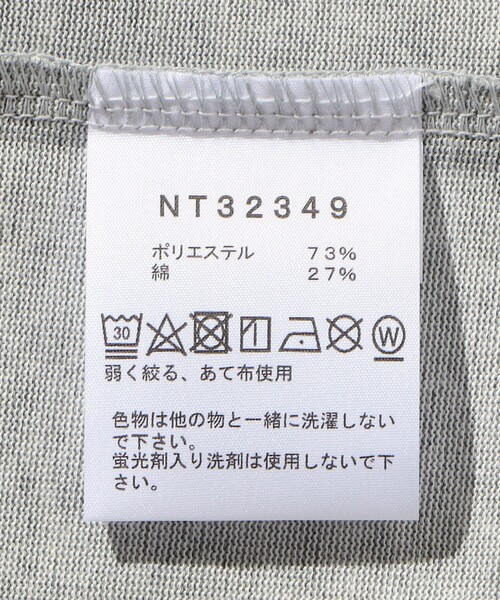 NT32349
ポリエステル 73%
綿 27%
30 W
弱く絞る、あて布使用
色物は他の物と一緒に洗濯しない
で下さい。
蛍光剤入り洗剤は使用しないで下
さい。